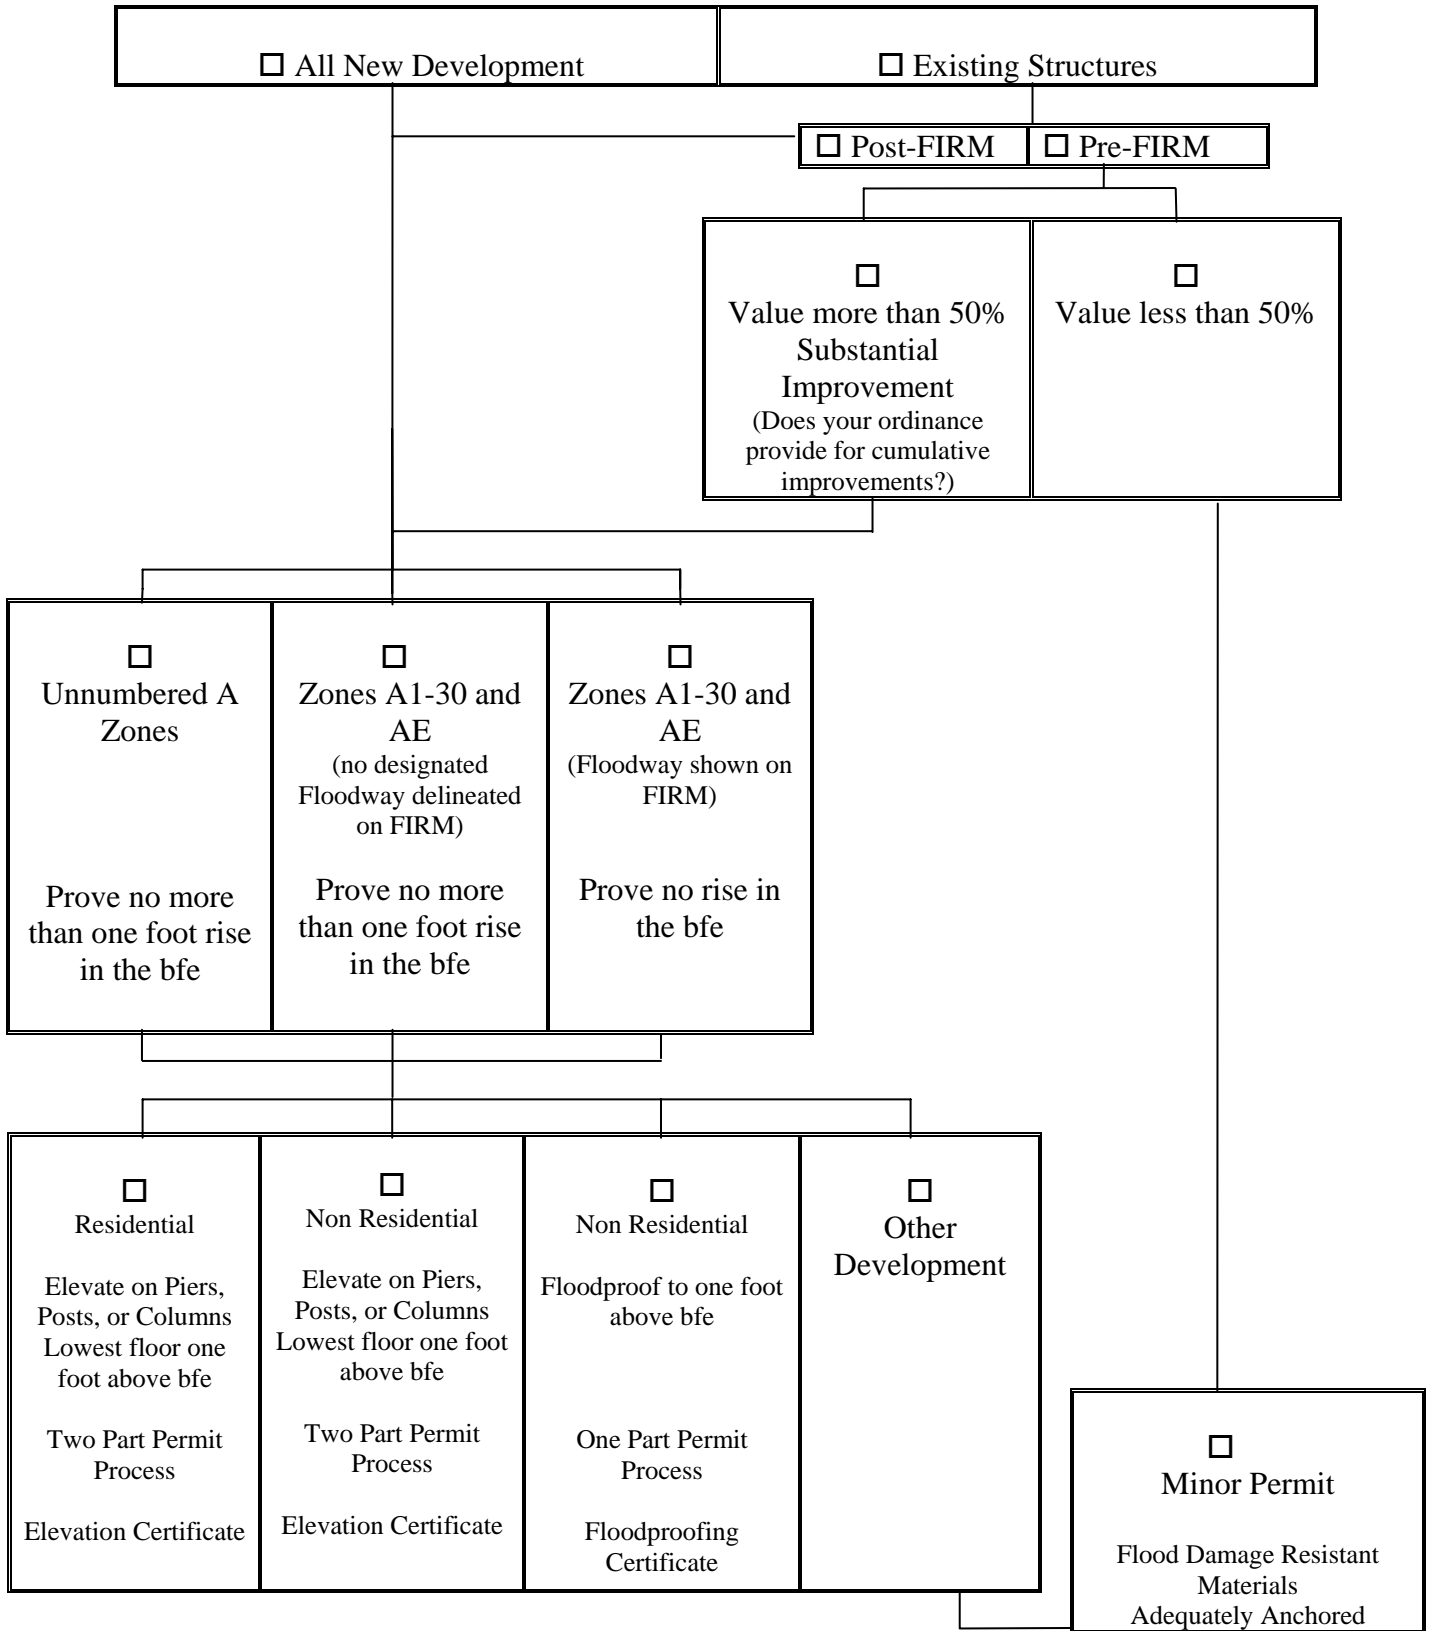 ☐ All New Development
☐ Existing Structures
☐ Post-FIRM
☐ Pre-FIRM
☐
Value more than 50%
Substantial
Improvement
(Does your ordinance
provide for cumulative
improvements?)
☐
Value less than 50%
☐
Unnumbered A
Zones
Prove no more
than one foot rise
in the bfe
☐
Zones A1-30 and
AE
(no designated
Floodway delineated
on FIRM)
Prove no more
than one foot rise
in the bfe
☐
Zones A1-30 and
AE
(Floodway shown on
FIRM)
Prove no rise in
the bfe
☐
Residential
Elevate on Piers,
Posts, or Columns
Lowest floor one
foot above bfe
Two Part Permit
Process
Elevation Certificate
☐
Non Residential
Elevate on Piers,
Posts, or Columns
Lowest floor one foot
above bfe
Two Part Permit
Process
Elevation Certificate
☐
Non Residential
Floodproof to one foot
above bfe
One Part Permit
Process
Floodproofing
Certificate
☐
Other
Development
☐
Minor Permit
Flood Damage Resistant
Materials
Adequately Anchored